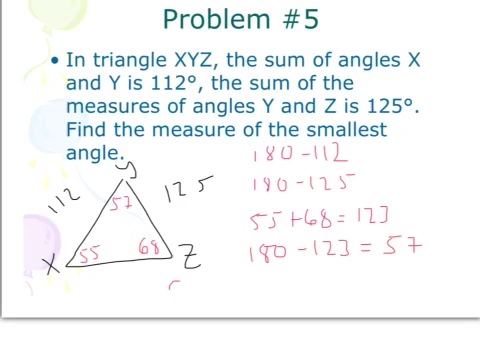 Problem #5
• In triangle XYZ, the sum of angles X
and Y is 112°, the sum of the
measures of angles Y and Z is 125°.
Find the measure of the smallest
angle.
180 - 112
180 - 125
55 + 68 = 123
180 - 123 = 57
y
112
125
57
X
55
68
Z